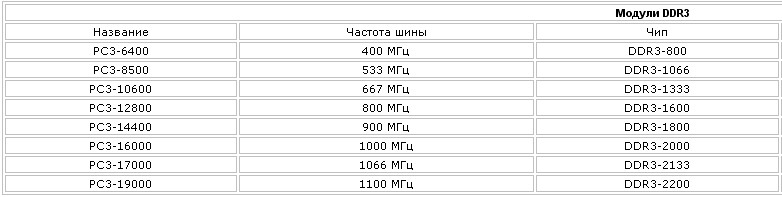 Модули DDR3
Название Частота шины Чип
PC3-6400 400 МГц DDR3-800
PC3-8500 533 МГц DDR3-1066
PC3-10600 667 МГц DDR3-1333
PC3-12800 800 МГц DDR3-1600
PC3-14400 900 МГц DDR3-1800
PC3-16000 1000 МГц DDR3-2000
PC3-17000 1066 МГц DDR3-2133
PC3-19000 1100 МГц DDR3-2200